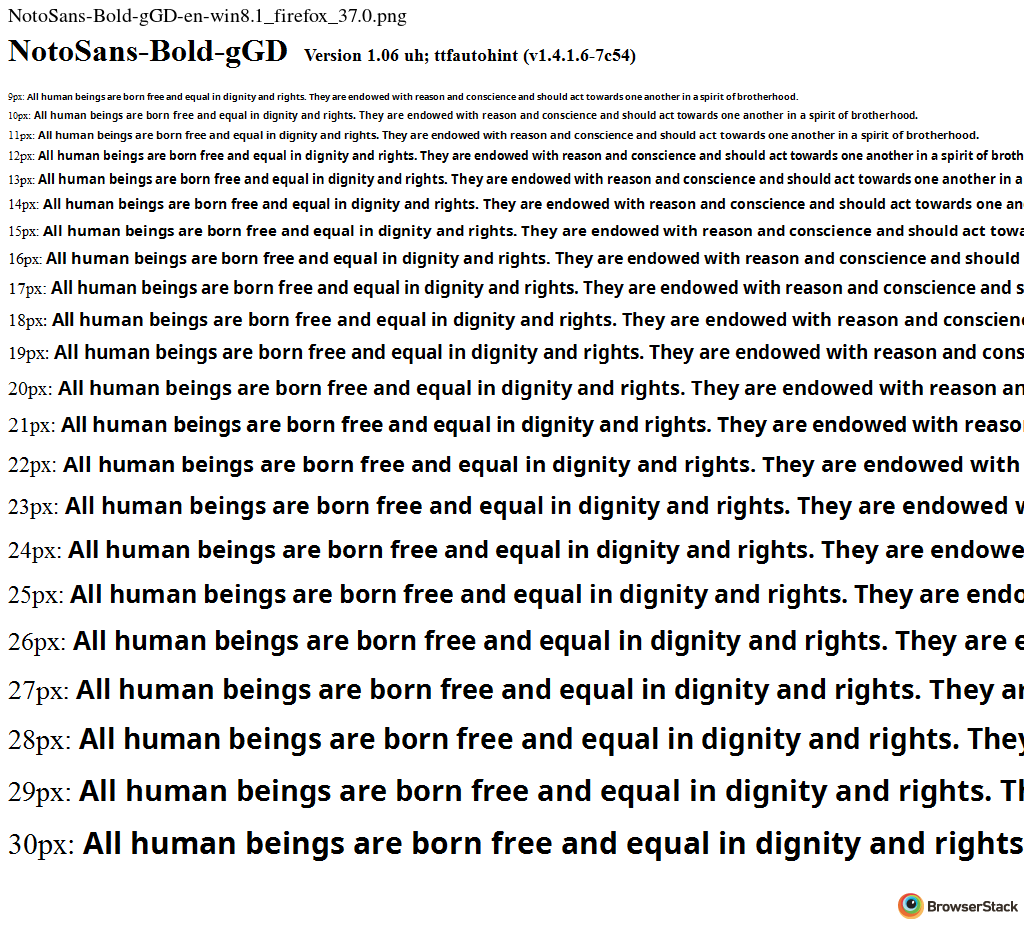 NotoSans-Bold-gGD-en-win8.1_firefox_37.0.png
NotoSans-Bold-gGD Version 1.06 uh; ttfautohint (v1.4.1.6-7c54)
9px: All human beings are born free and equal in dignity and rights. They are endowed with reason and conscience and should act towards one another in a spirit of brotherhood.
10px: All human beings are born free and equal in dignity and rights. They are endowed with reason and conscience and should act towards one another in a spirit of brotherhood.
11px: All human beings are born free and equal in dignity and rights. They are endowed with reason and conscience and should act towards one another in a spirit of brotherhood.
12px: All human beings are born free and equal in dignity and rights. They are endowed with reason and conscience and should act towards one another in a spirit of broth
13px: All human beings are born free and equal in dignity and rights. They are endowed with reason and conscience and should act towards one another in a
14px: All human beings are born free and equal in dignity and rights. They are endowed with reason and conscience and should act towards one an
15px: All human beings are born free and equal in dignity and rights. They are endowed with reason and conscience and should act towa
16px: All human beings are born free and equal in dignity and rights. They are endowed with reason and conscience and should
17px: All human beings are born free and equal in dignity and rights. They are endowed with reason and conscience and s
18px: All human beings are born free and equal in dignity and rights. They are endowed with reason and conscien
19px: All human beings are born free and equal in dignity and rights. They are endowed with reason and cons
20px: All human beings are born free and equal in dignity and rights. They are endowed with reason an
21px: All human beings are born free and equal in dignity and rights. They are endowed with reaso
22px: All human beings are born free and equal in dignity and rights. They are endowed with
23px: All human beings are born free and equal in dignity and rights. They are endowed w
24px: All human beings are born free and equal in dignity and rights. They are endowe
25px: All human beings are born free and equal in dignity and rights. They are endo
26px: All human beings are born free and equal in dignity and rights. They are e
27px: All human beings are born free and equal in dignity and rights. They ar
28px: All human beings are born free and equal in dignity and rights. They
29px: All human beings are born free and equal in dignity and rights. Th
30px: All human beings are born free and equal in dignity and rights
BrowserStack